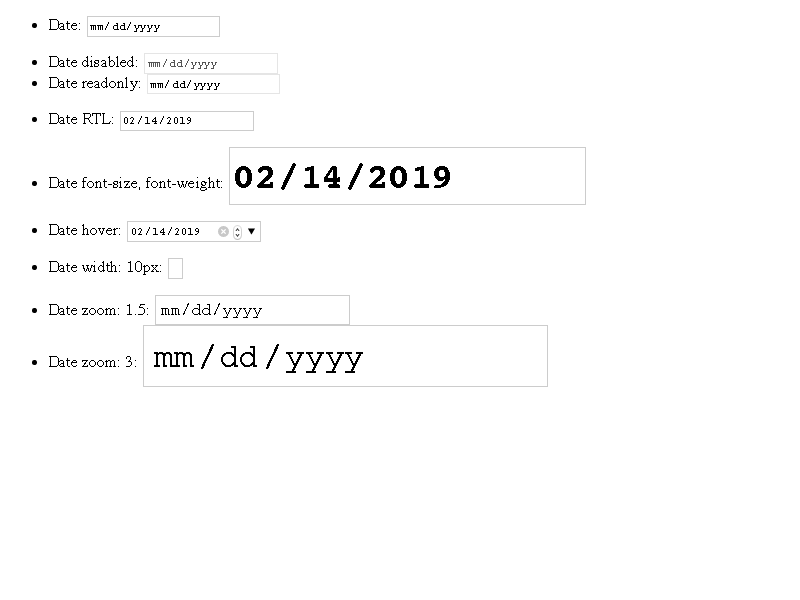 Date: mm/dd/yyyy
Date disabled: mm/dd/yyyy
Date readonly: mm/dd/yyyy
Date RTL: 02/14/2019
Date font-size, font-weight: 02/14/2019
Date hover: 02/14/2019
Date width: 10px:
Date zoom: 1.5: mm/dd/yyyy
Date zoom: 3: mm/dd/yyyy